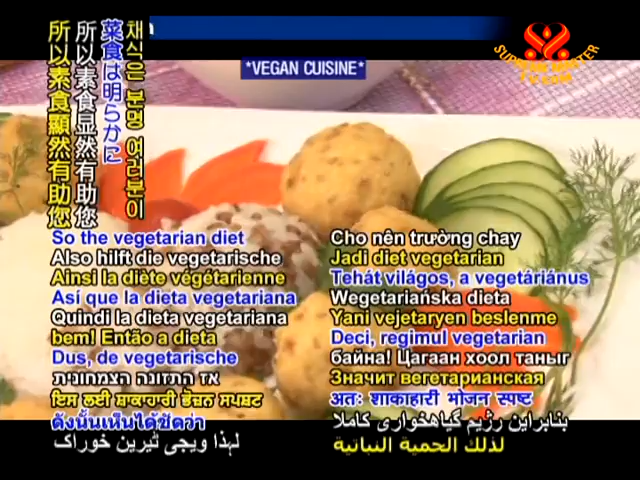 *VEGAN CUISINE*
SUPREME MASTER
TV.COM
채식은 분명 여러분이
菜食は明らかに
所以素食显然有助您
所以素食顯然有助您
So the vegetarian diet
Also hilft die vegetarische
Ainsi la diète végétarienne
Así que la dieta vegetariana
Quindi la dieta vegetariana
bem! Então a dieta
Dus, de vegetarische
אז התזונה הצמחונית
ਇਸ ਲਈ ਸ਼ਾਕਾਹਾਰੀ ਭੋਜਨ ਸਪਸ਼ਟ
ดังนั้นเห็นได้ชัดว่า
لہذا ویجی ٹیرین خوراک
Cho nên trường chay
Jadi diet vegetarian
Tehát világos, a vegetáriánus
Wegetariańska dieta
Yani vejetaryen beslenme
Deci, regimul vegetarian
байна! Цагаан хоол таныг
Значит вегетарианская
अतः शाकाहारी भोजन स्पष्ट
بنابراین رژیم گیاهخواری کاملا
لذلك الحمية النباتية